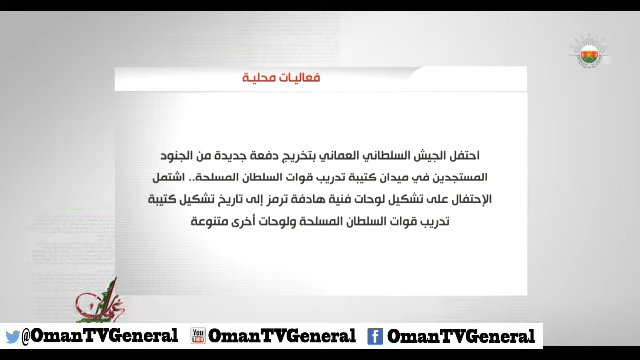 فعاليات محلية
احتفل الجيش السلطاني العماني بتخريج دفعة جديدة من الجنود
المستجدين في ميدان كتيبة تدريب قوات السلطان المسلحة.. اشتمل
الإحتفال على تشكيل لوحات فنية هادفة ترمز إلى تاريخ تشكيل كتيبة
تدريب قوات السلطان المسلحة ولوحات أخرى متنوعة
@OmanTVGeneral You Tube OmanTVGeneral f OmanTVGeneral